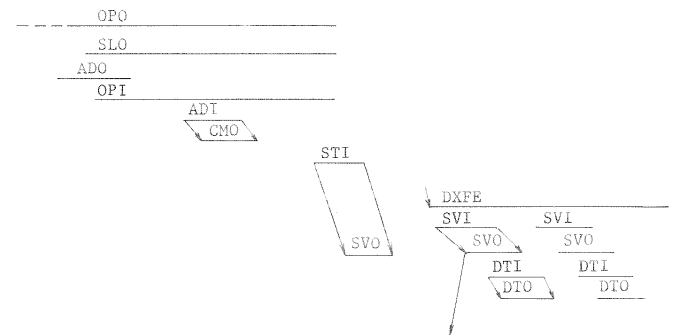 OPO
SLO
ADO
OPI
ADI
CMO
STI
DXFE
SVI SVI
SVO SVO SVO
DTI DTI
DTO DTO